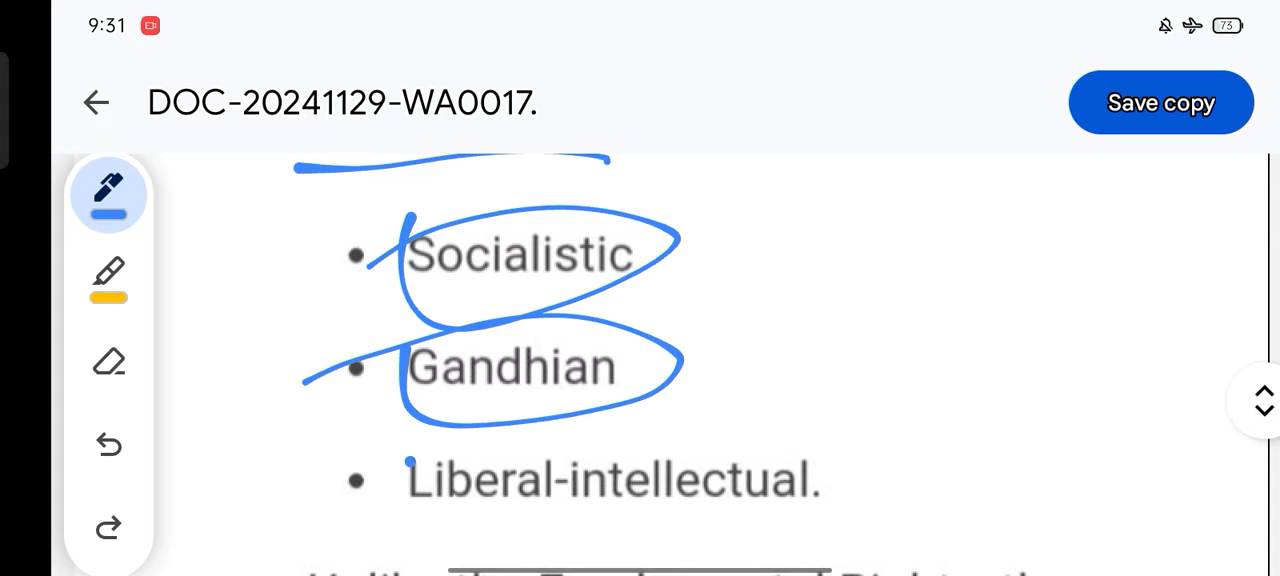 9:31
73
DOC-20241129-WA0017.
Save copy
• Socialistic
• Gandhian
• Liberal-intellectual.